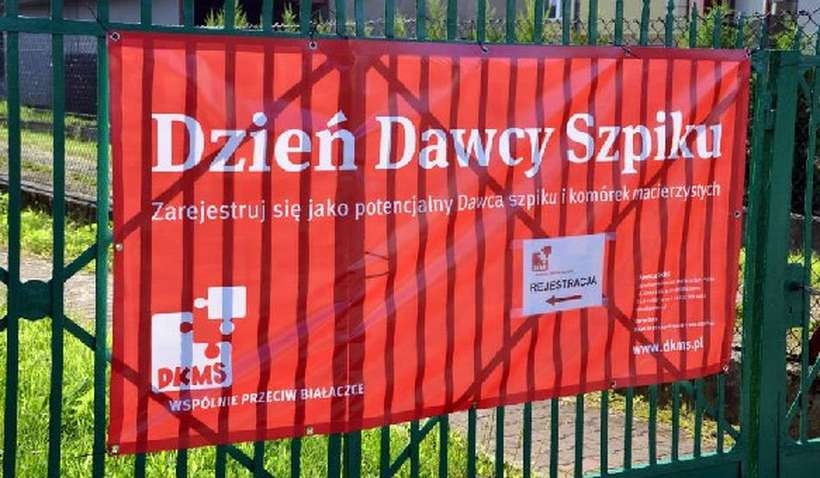 Dzień Dawcy Szpiku
Zarejestruj się jako potencjalny Dawca szpiku i komórek macierzystych
DKMS
REJESTRACJA
DKMS
WSPÓLNIE PRZECIW BIAŁACZCE
www.dkms.pl